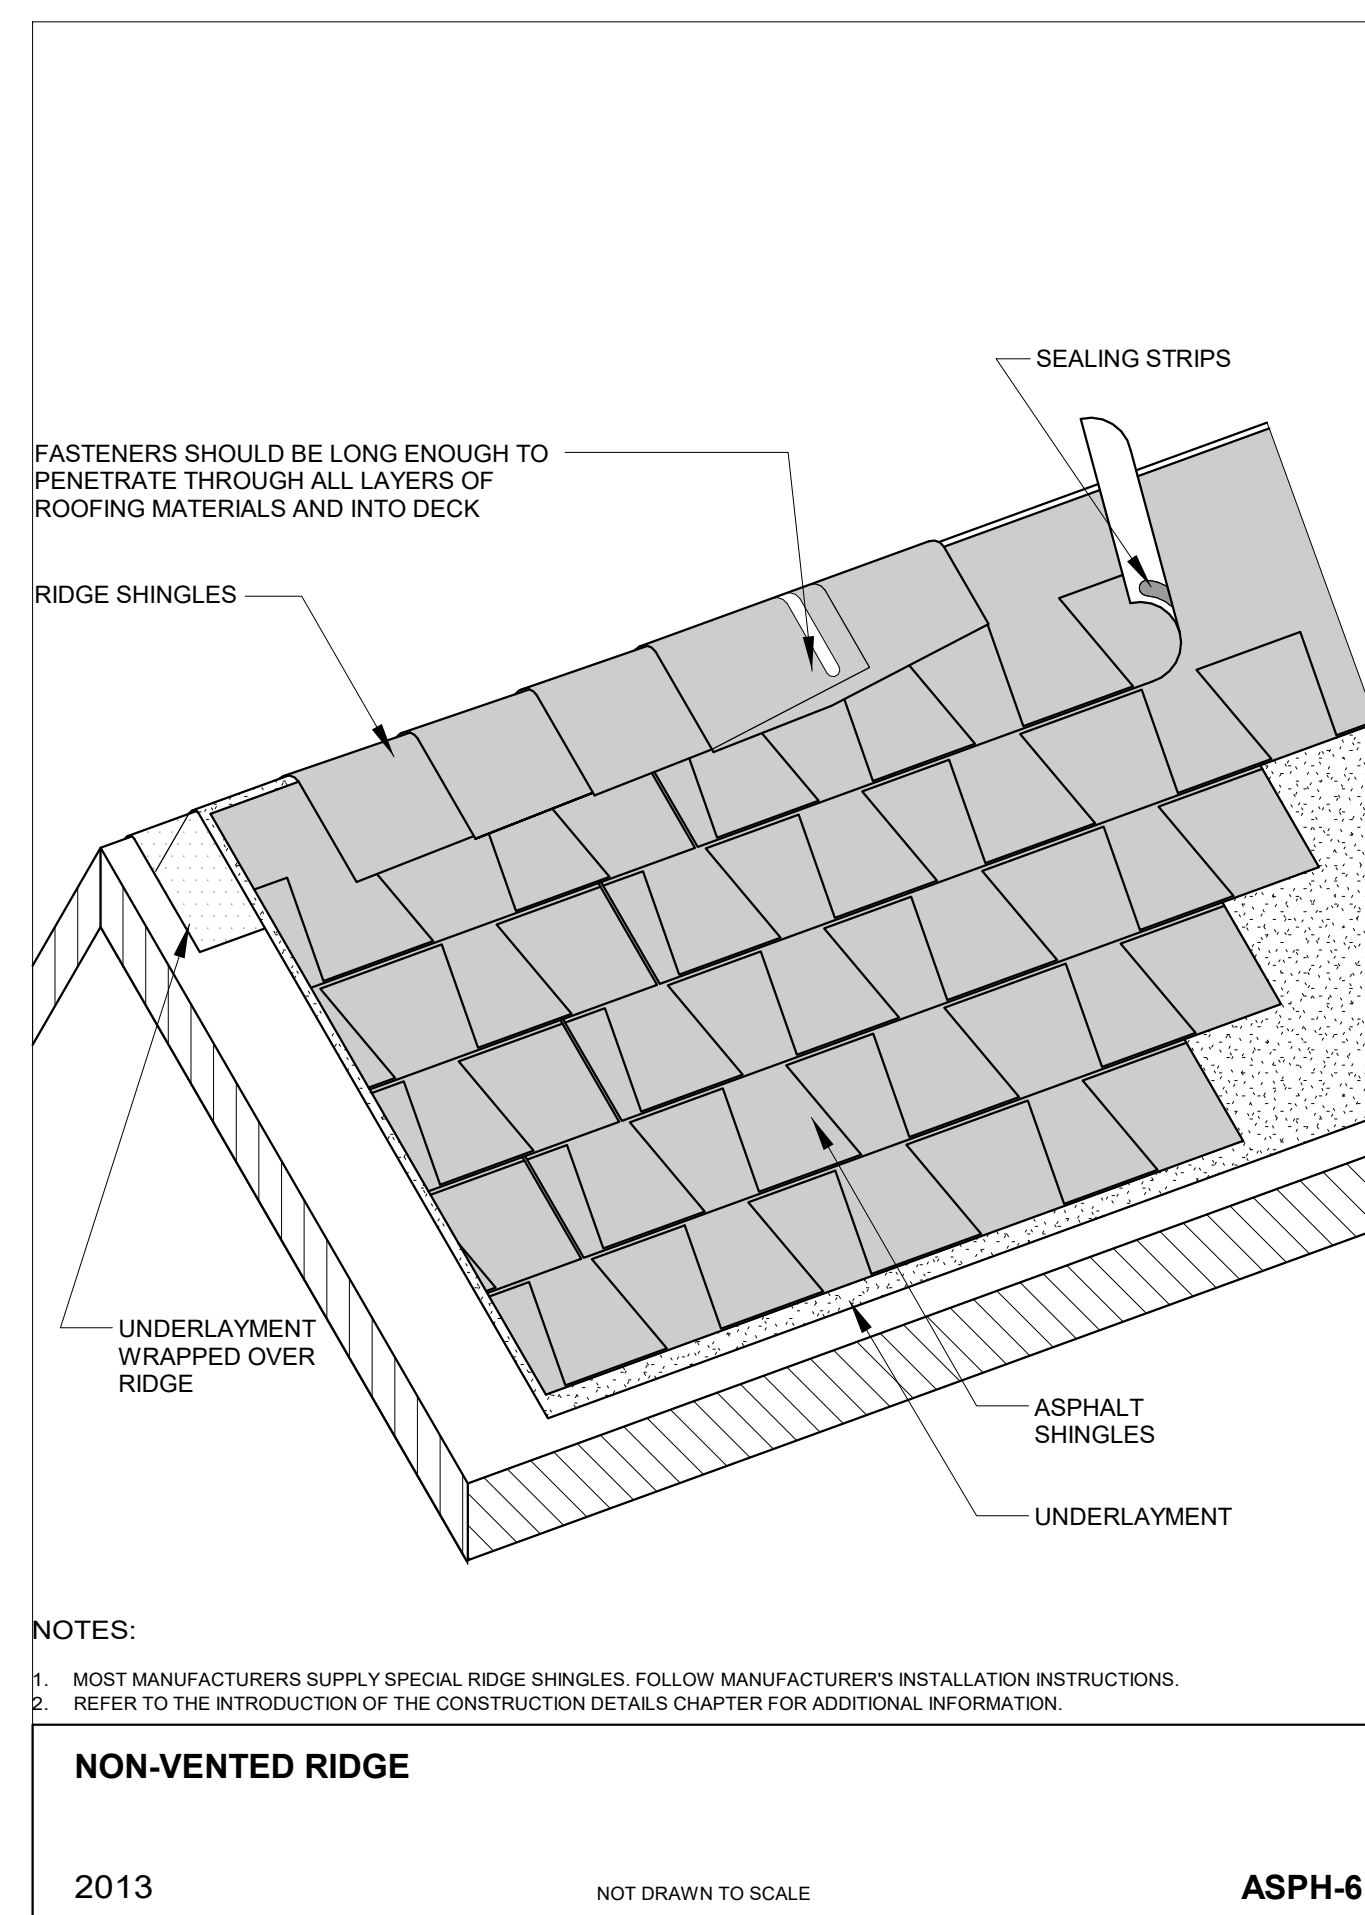 SEALING STRIPS
FASTENERS SHOULD BE LONG ENOUGH TO
PENETRATE THROUGH ALL LAYERS OF
ROOFING MATERIALS AND INTO DECK
RIDGE SHINGLES
UNDERLAYMENT
WRAPPED OVER
RIDGE
ASPHALT
SHINGLES
UNDERLAYMENT
NOTES:
1. MOST MANUFACTURERS SUPPLY SPECIAL RIDGE SHINGLES. FOLLOW MANUFACTURER'S INSTALLATION INSTRUCTIONS.
2. REFER TO THE INTRODUCTION OF THE CONSTRUCTION DETAILS CHAPTER FOR ADDITIONAL INFORMATION.
NON-VENTED RIDGE
2013
NOT DRAWN TO SCALE
ASPH-6